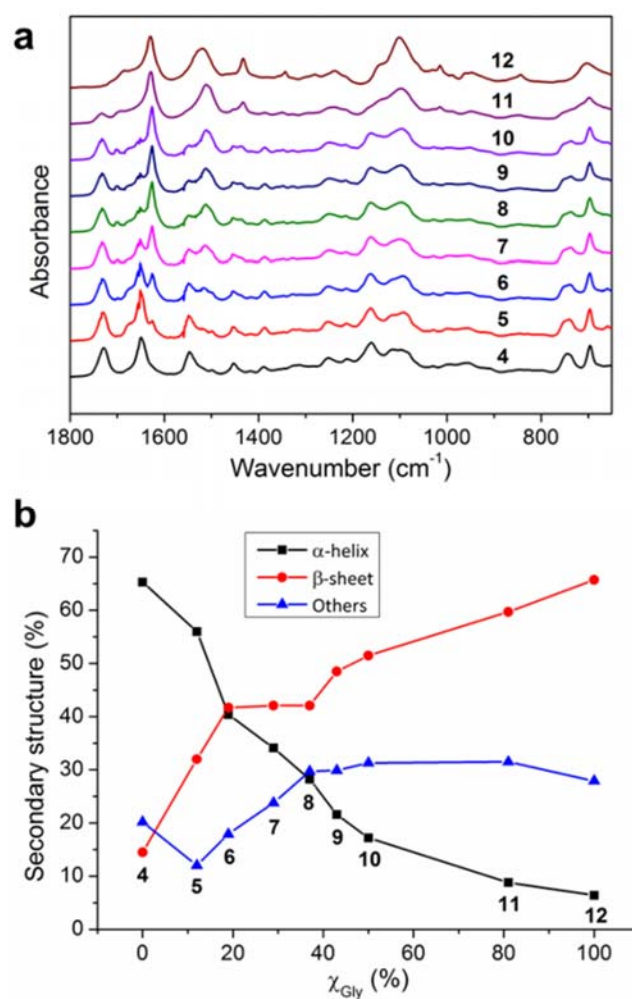 a
Absorbance
12
11
10
9
8
7
6
5
4
1800 1600 1400 1200 1000 800
Wavenumber (cm⁻¹)
b
Secondary structure (%)
70
60
50
40
30
20
10
0
α-helix
β-sheet
Others
4
5
6
7
8
9
10
11
12
0 20 40 60 80 100
χGly (%)